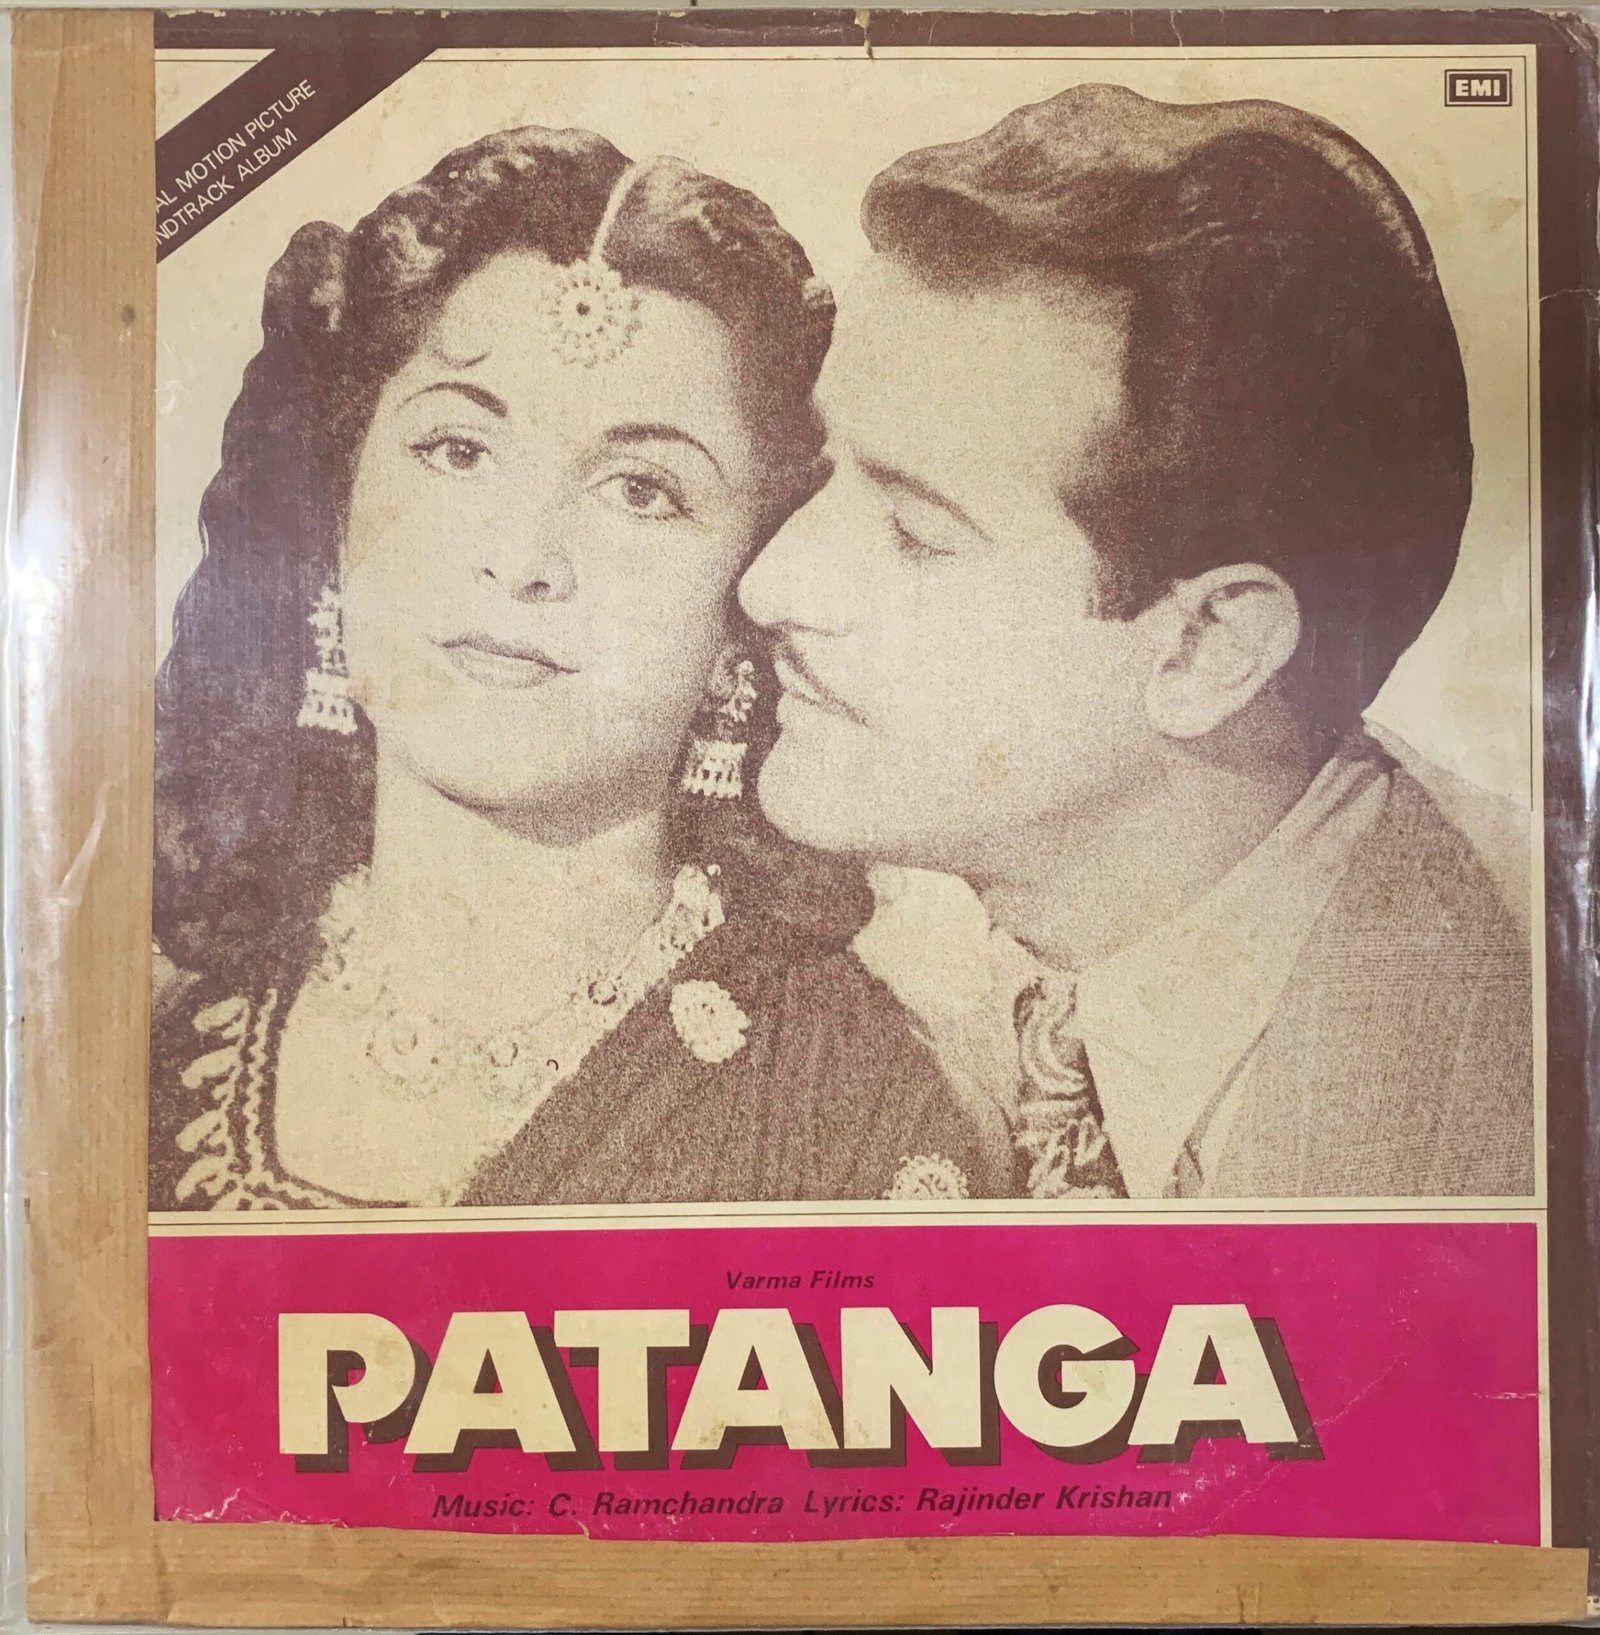 AL MOTION PICTURE
NDTRACK ALBUM
EMI
Varma Films
PATANGA
Music: C. Ramchandra Lyrics: Rajinder Krishan